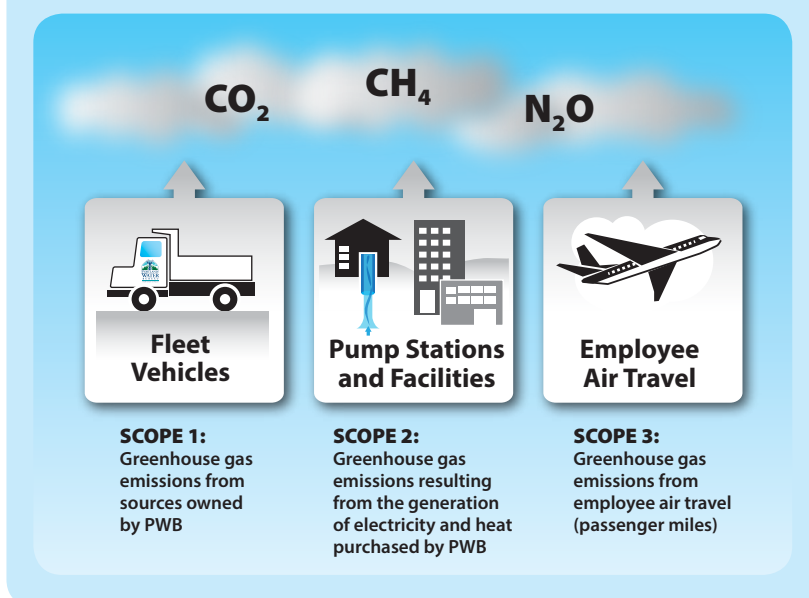 CO₂
CH₄
N₂O
WATER
Fleet
Vehicles
Pump Stations
and Facilities
Employee
Air Travel
SCOPE 1:
Greenhouse gas
emissions from
sources owned
by PWB
SCOPE 2:
Greenhouse gas
emissions resulting
from the generation
of electricity and heat
purchased by PWB
SCOPE 3:
Greenhouse gas
emissions from
employee air travel
(passenger miles)